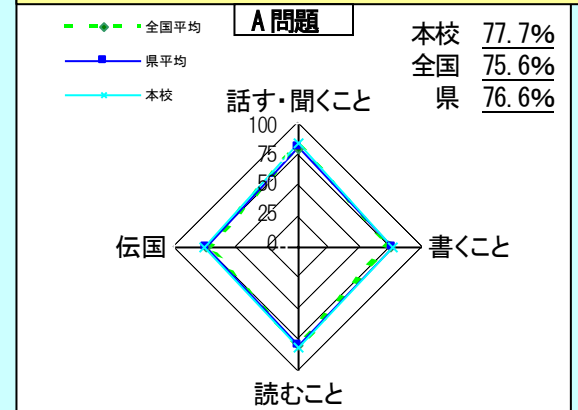 A問題
全国平均
県平均
本校
本校 77.7%
全国 75.6%
県 76.6%
話す・聞くこと
100
75
50
25
0
伝国
書くこと
読むこと